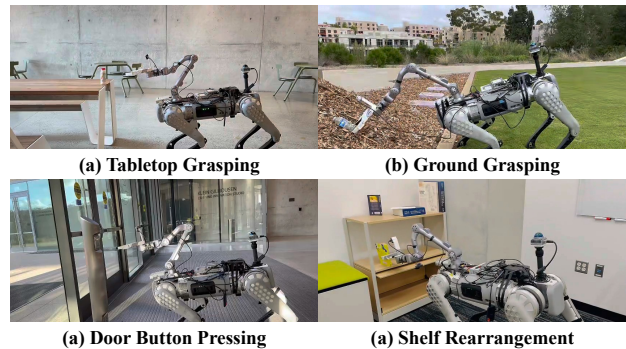 (a) Tabletop Grasping
(b) Ground Grasping
(a) Door Button Pressing
(a) Shelf Rearrangement